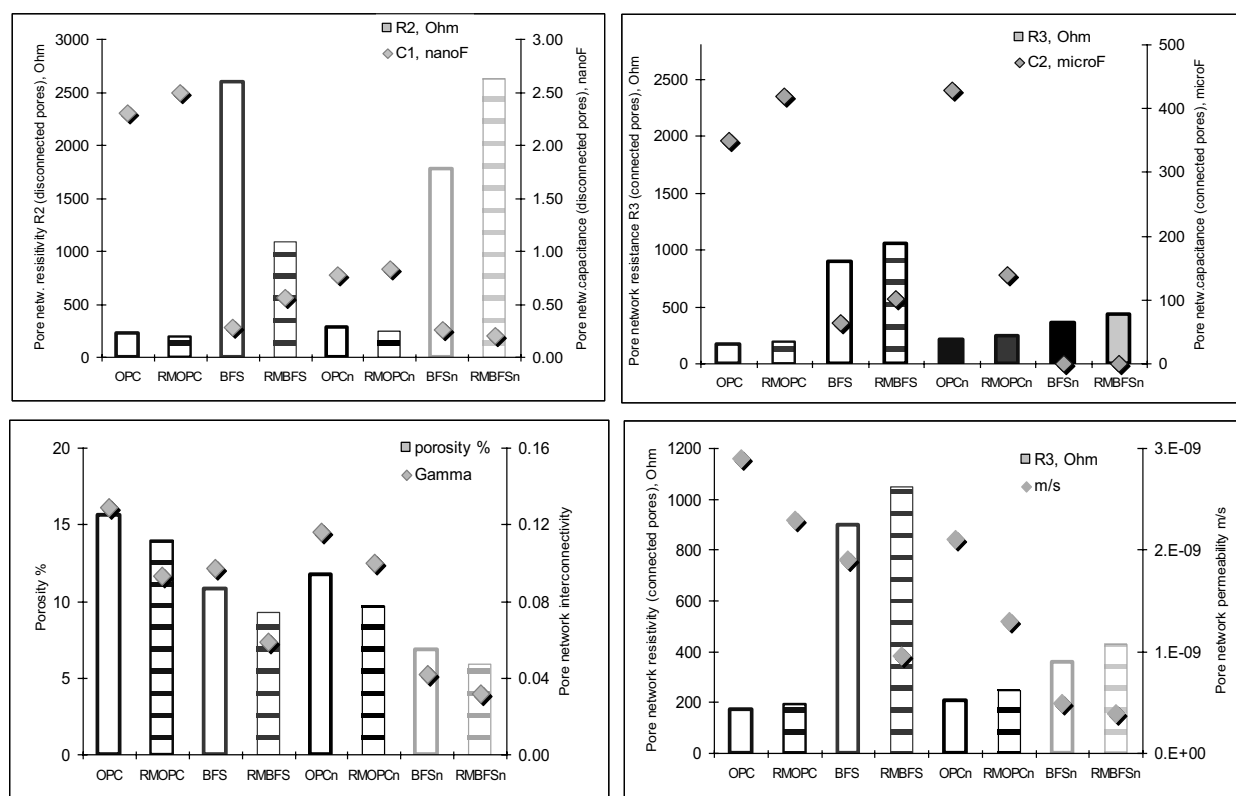 R2, Ohm
C1, nanoF
Pore netw. resisitivity R2 (disconnected pores), Ohm
3000
2500
2000
1500
1000
500
0
3.00
2.50
2.00
1.50
1.00
0.50
0.00
Pore netw.capacitance (disconnected pores), nanoF
OPC RMOPC BFS RMBFS OPCn RMOPCn BFSn RMBFSn
R3, Ohm
C2, microF
Pore network resistance R3 (connected pores), Ohm
2500
2000
1500
1000
500
0
500
400
300
200
100
0
Pore netw.capacitance (connected pores), microF
OPC RMOPC BFS RMBFS OPCn RMOPCn BFSn RMBFSn
porosity %
Gamma
Porosity %
20
15
10
5
0
0.16
0.12
0.08
0.04
0.00
Pore network interconnectivity
OPC RMOPC BFS RMBFS OPCn RMOPCn BFSn RMBFSn
R3, Ohm
m/s
Pore network resistivity (connected pores), Ohm
1200
1000
800
600
400
200
0
3.E-09
2.E-09
1.E-09
0.E+00
Pore network permeability m/s
OPC RMOPC BFS RMBFS OPCn RMOPCn BFSn RMBFSn